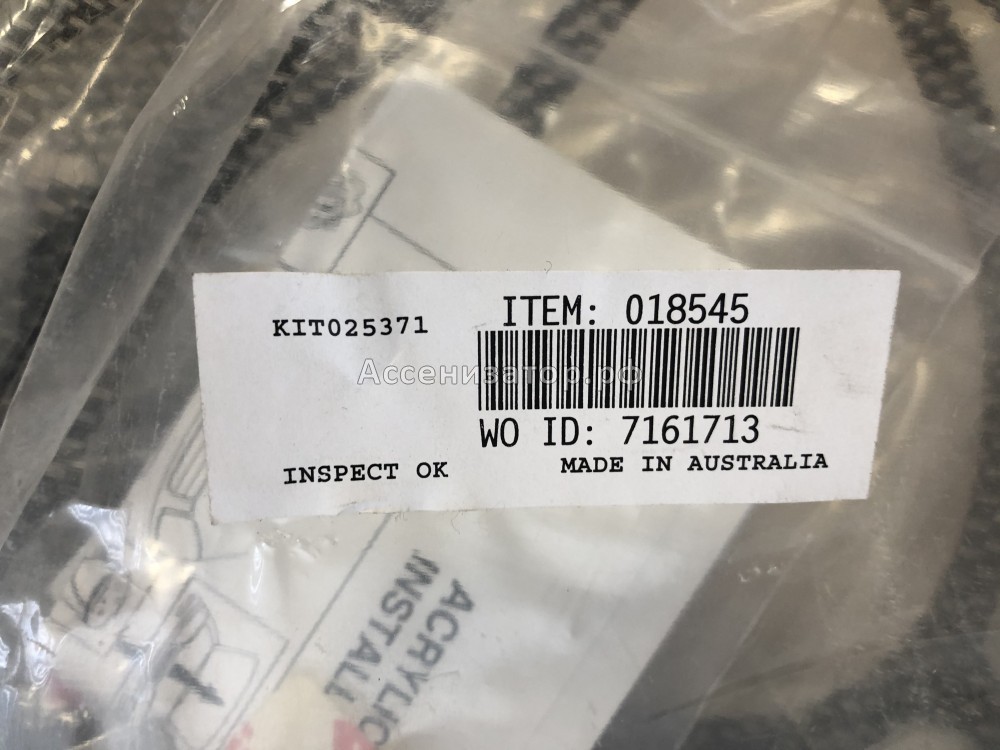 KIT025371
ITEM: 018545
Ассенизатор.рф
WO ID: 7161713
INSPECT OK
MADE IN AUSTRALIA
ACRYLIC
INSTALL